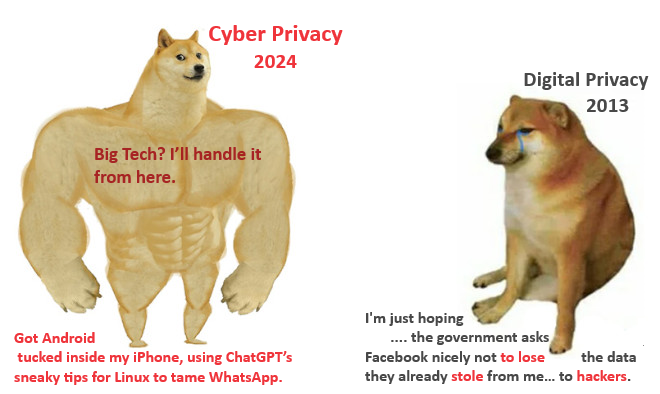 Cyber Privacy
2024
Big Tech? I'll handle it
from here.
Got Android
tucked inside my iPhone, using ChatGPT's
sneaky tips for Linux to tame WhatsApp.
Digital Privacy
2013
I'm just hoping
.... the government asks
Facebook nicely not to lose the data
they already stole from me... to hackers.